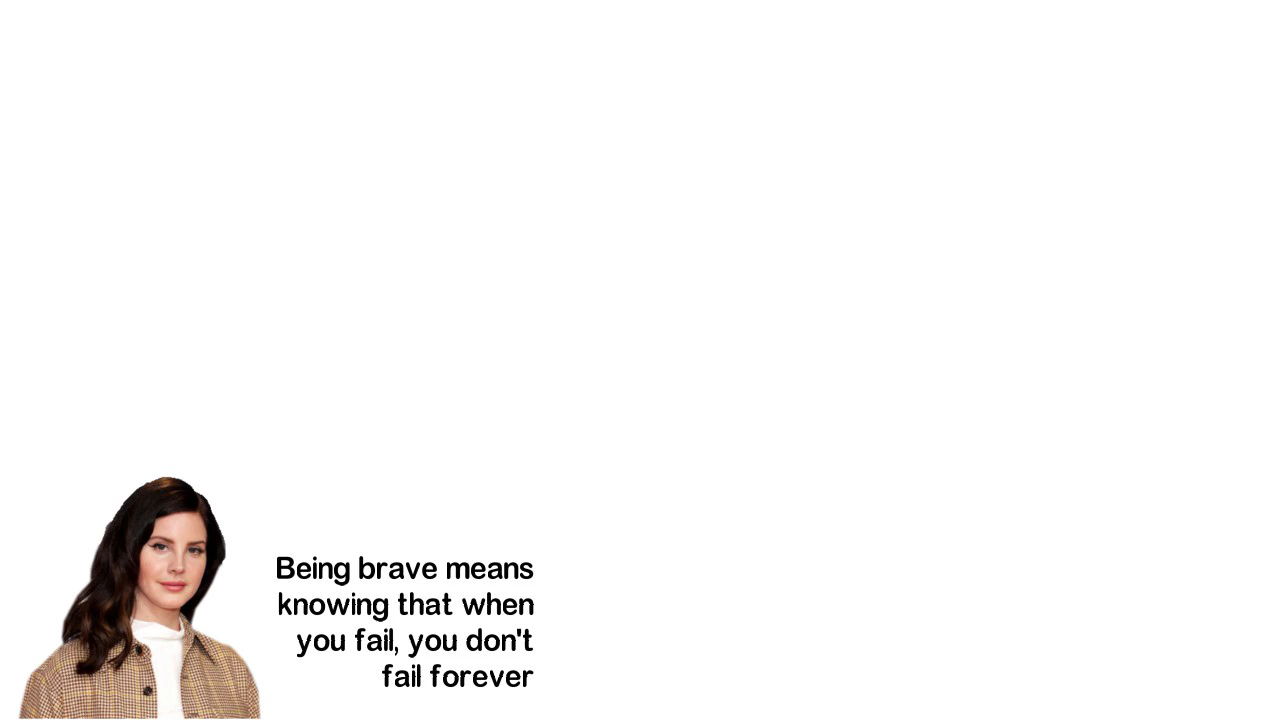 Being brave means
knowing that when
you fail, you don't
fail forever